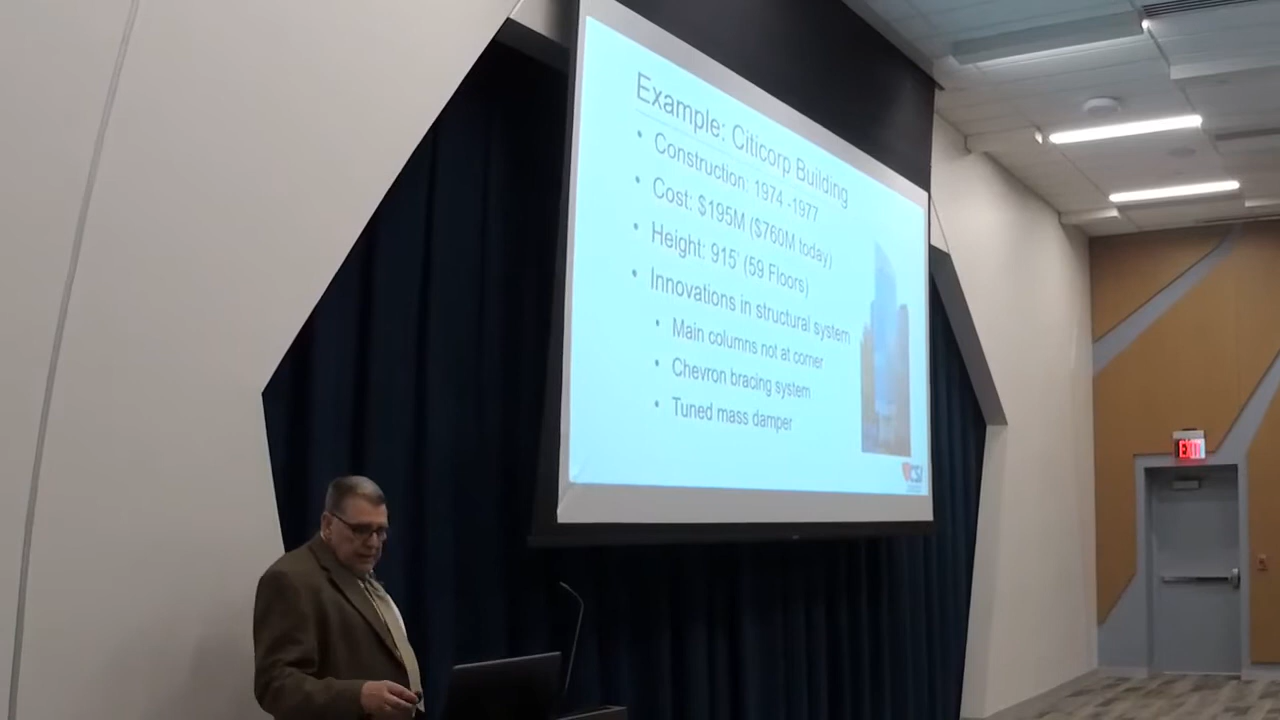 Example: Citicorp Building
• Construction: 1974 -1977
• Cost: $195M ($760M today)
• Height: 915' (59 Floors)
• Innovations in structural system
• Main columns not at corner
• Chevron bracing system
• Tuned mass damper
CSI
EXIT